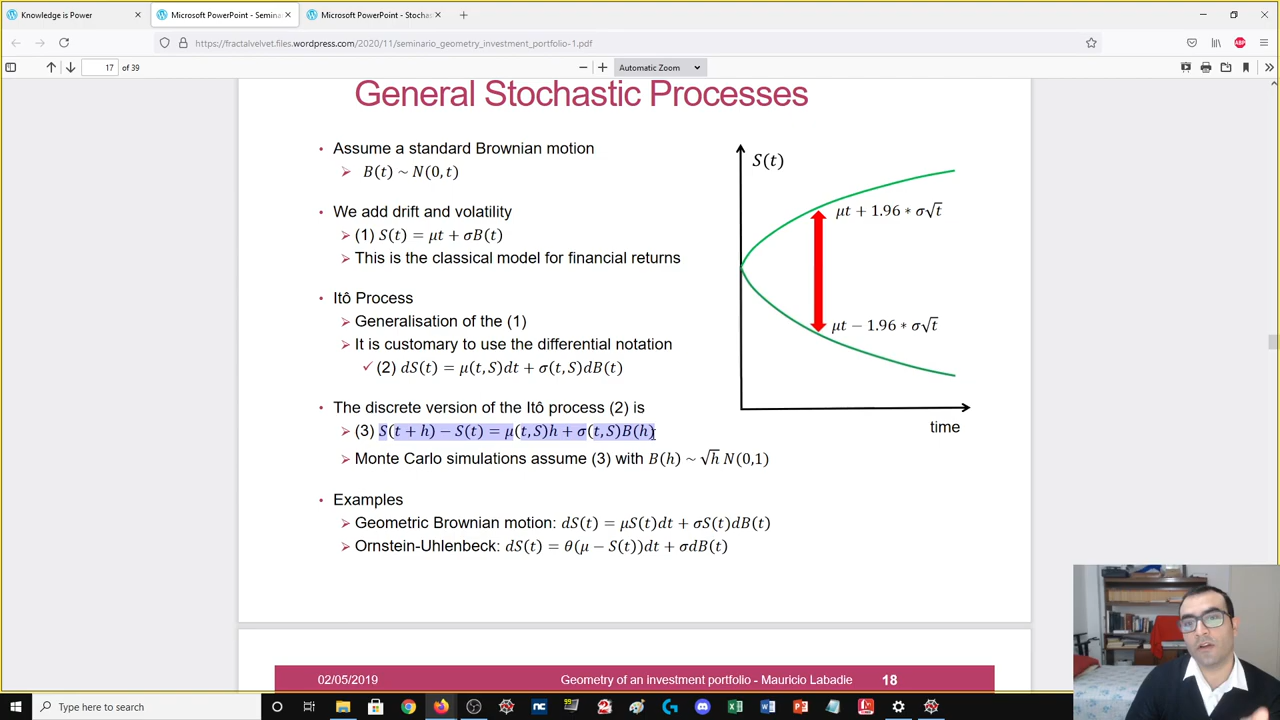 Knowledge is Power
Microsoft PowerPoint - Semina
Microsoft PowerPoint - Stochas
https://fractalvelvet.files.wordpress.com/2020/11/seminario_geometry_investment_portfolio-1.pdf
17 of 39
Automatic Zoom
General Stochastic Processes
• Assume a standard Brownian motion
➢ B(t) ~ N(0, t)
• We add drift and volatility
➢ (1) S(t) = μt + σB(t)
➢ This is the classical model for financial returns
• Itô Process
➢ Generalisation of the (1)
➢ It is customary to use the differential notation
✓ (2) dS(t) = μ(t, S)dt + σ(t, S)dB(t)
• The discrete version of the Itô process (2) is
➢ (3) S(t + h) − S(t) = μ(t, S)h + σ(t, S)B(h)
➢ Monte Carlo simulations assume (3) with B(h) ~ √h N(0,1)
• Examples
➢ Geometric Brownian motion: dS(t) = μS(t)dt + σS(t)dB(t)
➢ Ornstein-Uhlenbeck: dS(t) = θ(μ − S(t))dt + σdB(t)
S(t)
μt + 1.96 ∗ σ√t
μt − 1.96 ∗ σ√t
time
02/05/2019 Geometry of an investment portfolio - Mauricio Labadie 18
Type here to search